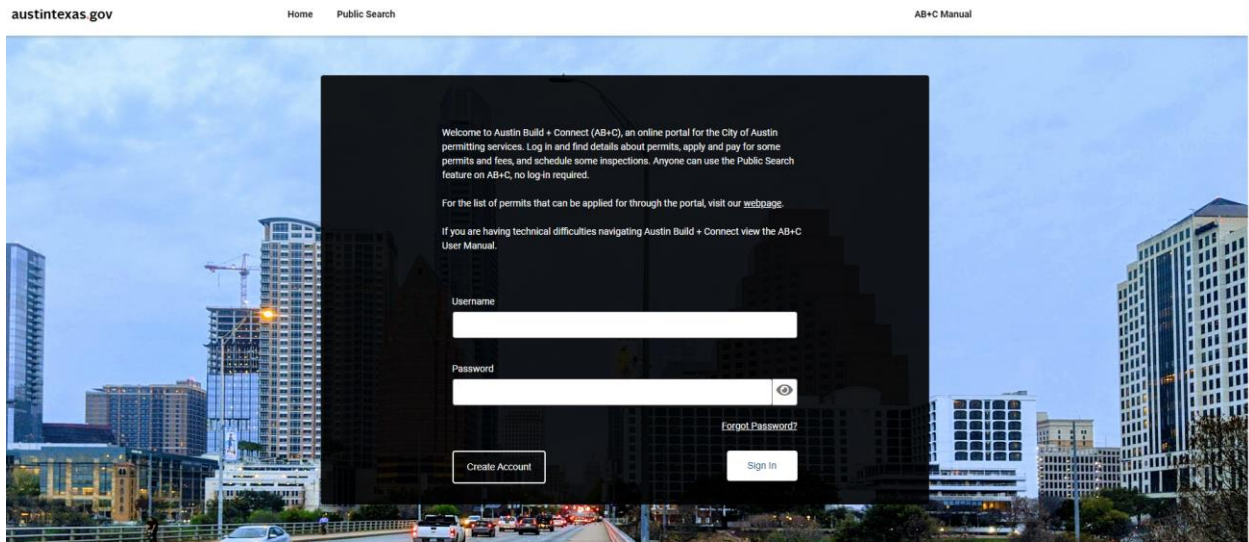 austintexas.gov
Home
Public Search
AB+C Manual
Welcome to Austin Build + Connect (AB+C), an online portal for the City of Austin
permitting services. Log in and find details about permits, apply and pay for some
permits and fees, and schedule some inspections. Anyone can use the Public Search
feature on AB+C, no log-in required.
For the list of permits that can be applied for through the portal, visit our webpage.
If you are having technical difficulties navigating Austin Build + Connect view the AB+C
User Manual.
Username
Password
Forgot Password?
Create Account
Sign In